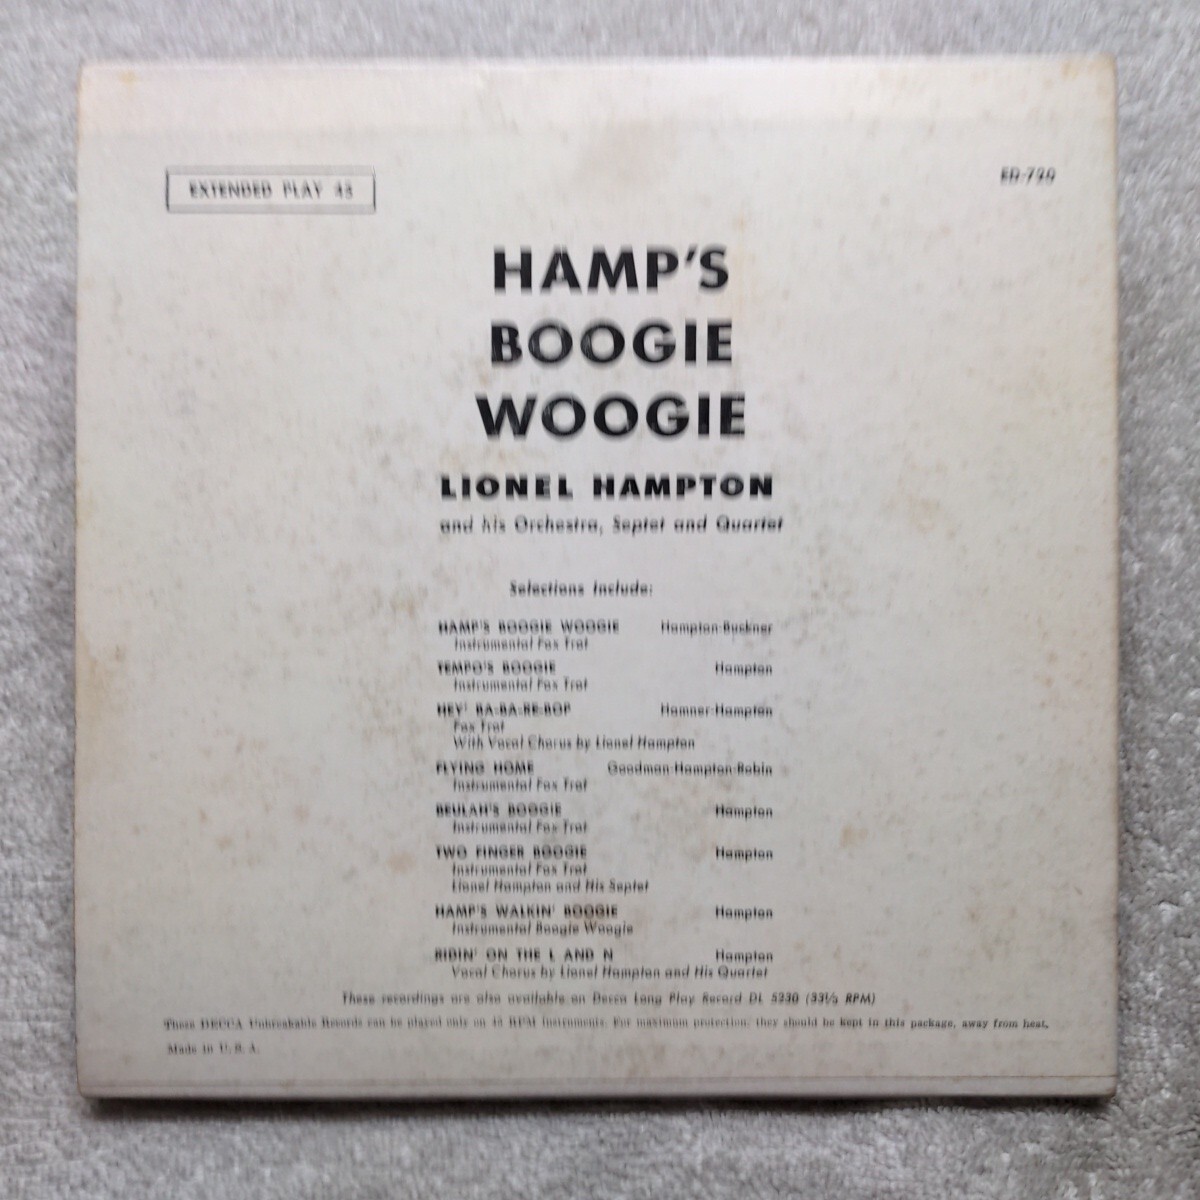 EXTENDED PLAY 45
ED-720
HAMP'S
BOOGIE
WOOGIE
LIONEL HAMPTON
and his Orchestra, Septet and Quartet
Selections Include:
HAMP'S BOOGIE WOOGIE Hampton-Buckner
Instrumental Fox Trot
TEMPO'S BOOGIE Hampton
Instrumental Fox Trot
HEY! BA-BA-RE-BOP Hamner-Hampton
Fox Trot
With Vocal Chorus by Lionel Hampton
FLYING HOME Goodman-Hampton-Robin
Instrumental Fox Trot
BEULAH'S BOOGIE Hampton
Instrumental Fox Trot
TWO FINGER BOOGIE Hampton
Instrumental Fox Trot
Lionel Hampton and His Septet
HAMP'S WALKIN' BOOGIE Hampton
Instrumental Boogie Woogie
RIDIN' ON THE L AND N Hampton
Vocal Chorus by Lionel Hampton and His Quartet
These recordings are also available on Decca Long Play Record DL 5230 (33⅓ RPM)
These DECCA Unbreakable Records can be played only on 45 RPM instruments. For maximum protection, they should be kept in this package, away from heat.
Made in U. S. A.